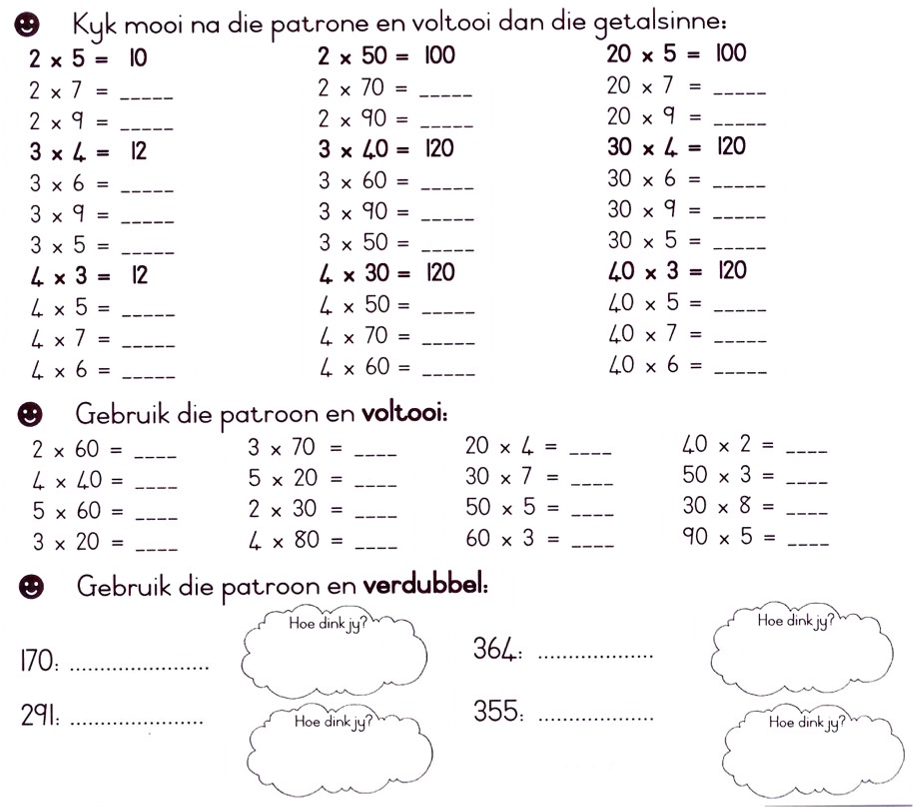 Kyk mooi na die patrone en voltooi dan die getalsinne:
2 × 5 = 10 2 × 50 = 100 20 × 5 = 100
2 × 7 = _____ 2 × 70 = _____ 20 × 7 = _____
2 × 9 = _____ 2 × 90 = _____ 20 × 9 = _____
3 × 4 = 12 3 × 40 = 120 30 × 4 = 120
3 × 6 = _____ 3 × 60 = _____ 30 × 6 = _____
3 × 9 = _____ 3 × 90 = _____ 30 × 9 = _____
3 × 5 = _____ 3 × 50 = _____ 30 × 5 = _____
4 × 3 = 12 4 × 30 = 120 40 × 3 = 120
4 × 5 = _____ 4 × 50 = _____ 40 × 5 = _____
4 × 7 = _____ 4 × 70 = _____ 40 × 7 = _____
4 × 6 = _____ 4 × 60 = _____ 40 × 6 = _____
Gebruik die patroon en voltooi:
2 × 60 = ____ 3 × 70 = ____ 20 × 4 = ____ 40 × 2 = ____
4 × 40 = ____ 5 × 20 = ____ 30 × 7 = ____ 50 × 3 = ____
5 × 60 = ____ 2 × 30 = ____ 50 × 5 = ____ 30 × 8 = ____
3 × 20 = ____ 4 × 80 = ____ 60 × 3 = ____ 90 × 5 = ____
Gebruik die patroon en verdubbel:
Hoe dink jy? Hoe dink jy?
170: ..................... 364: ..................
291: ..................... 355: ..................
Hoe dink jy? Hoe dink jy?